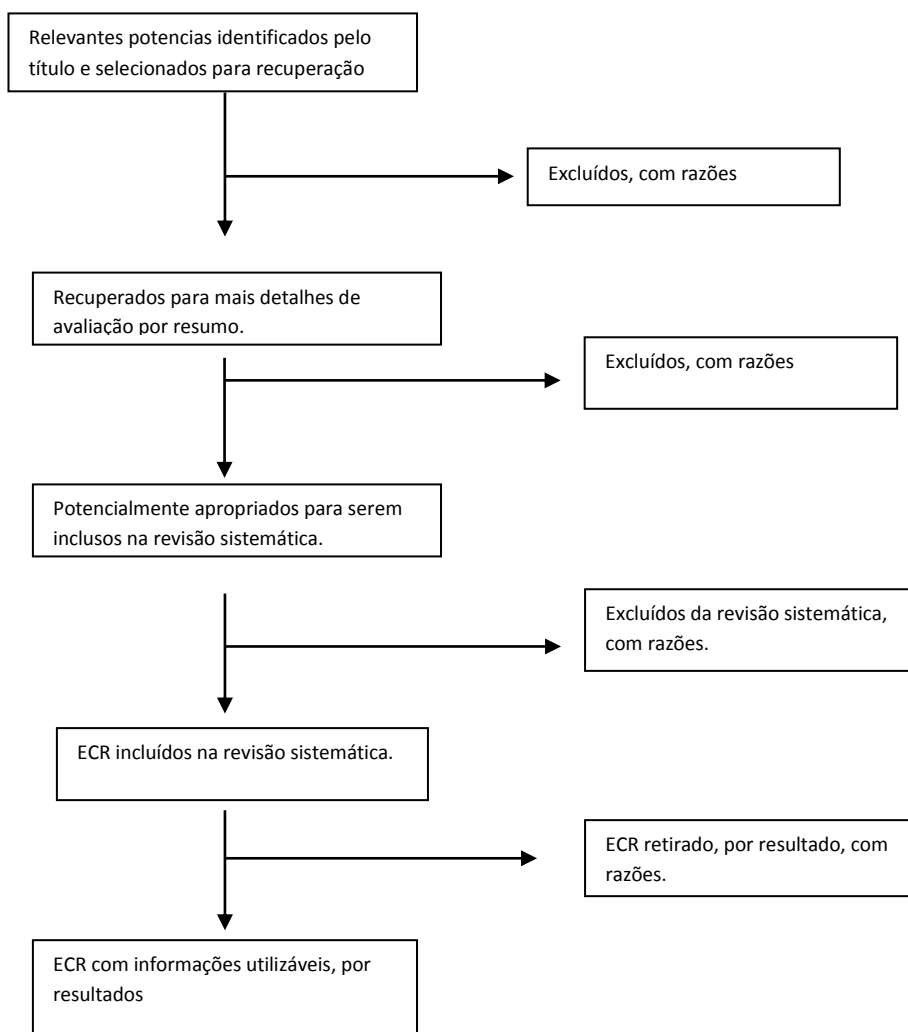 Relevantes potencias identificados pelo
título e selecionados para recuperação
Excluídos, com razões
Recuperados para mais detalhes de
avaliação por resumo.
Excluídos, com razões
Potencialmente apropriados para serem
inclusos na revisão sistemática.
Excluídos da revisão sistemática,
com razões.
ECR incluídos na revisão sistemática.
ECR retirado, por resultado, com
razões.
ECR com informações utilizáveis, por
resultados